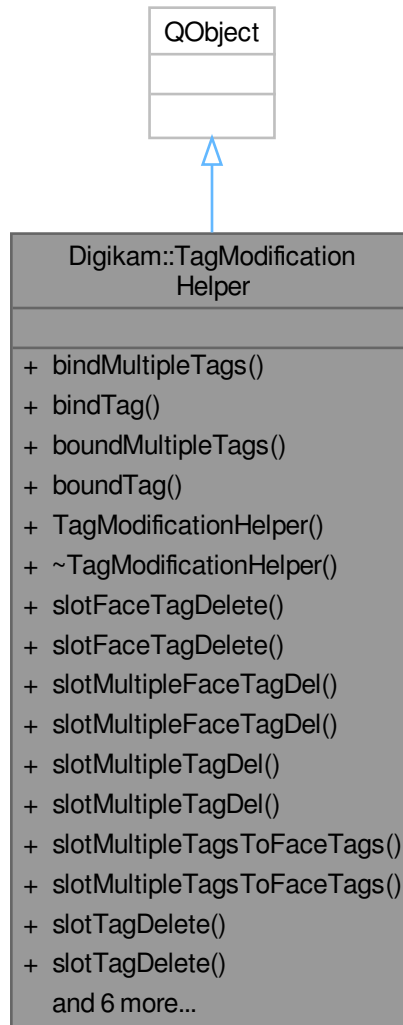 QObject
Digikam::TagModification
Helper
+ bindMultipleTags()
+ bindTag()
+ boundMultipleTags()
+ boundTag()
+ TagModificationHelper()
+ ~TagModificationHelper()
+ slotFaceTagDelete()
+ slotFaceTagDelete()
+ slotMultipleFaceTagDel()
+ slotMultipleFaceTagDel()
+ slotMultipleTagDel()
+ slotMultipleTagDel()
+ slotMultipleTagsToFaceTags()
+ slotMultipleTagsToFaceTags()
+ slotTagDelete()
+ slotTagDelete()
and 6 more...